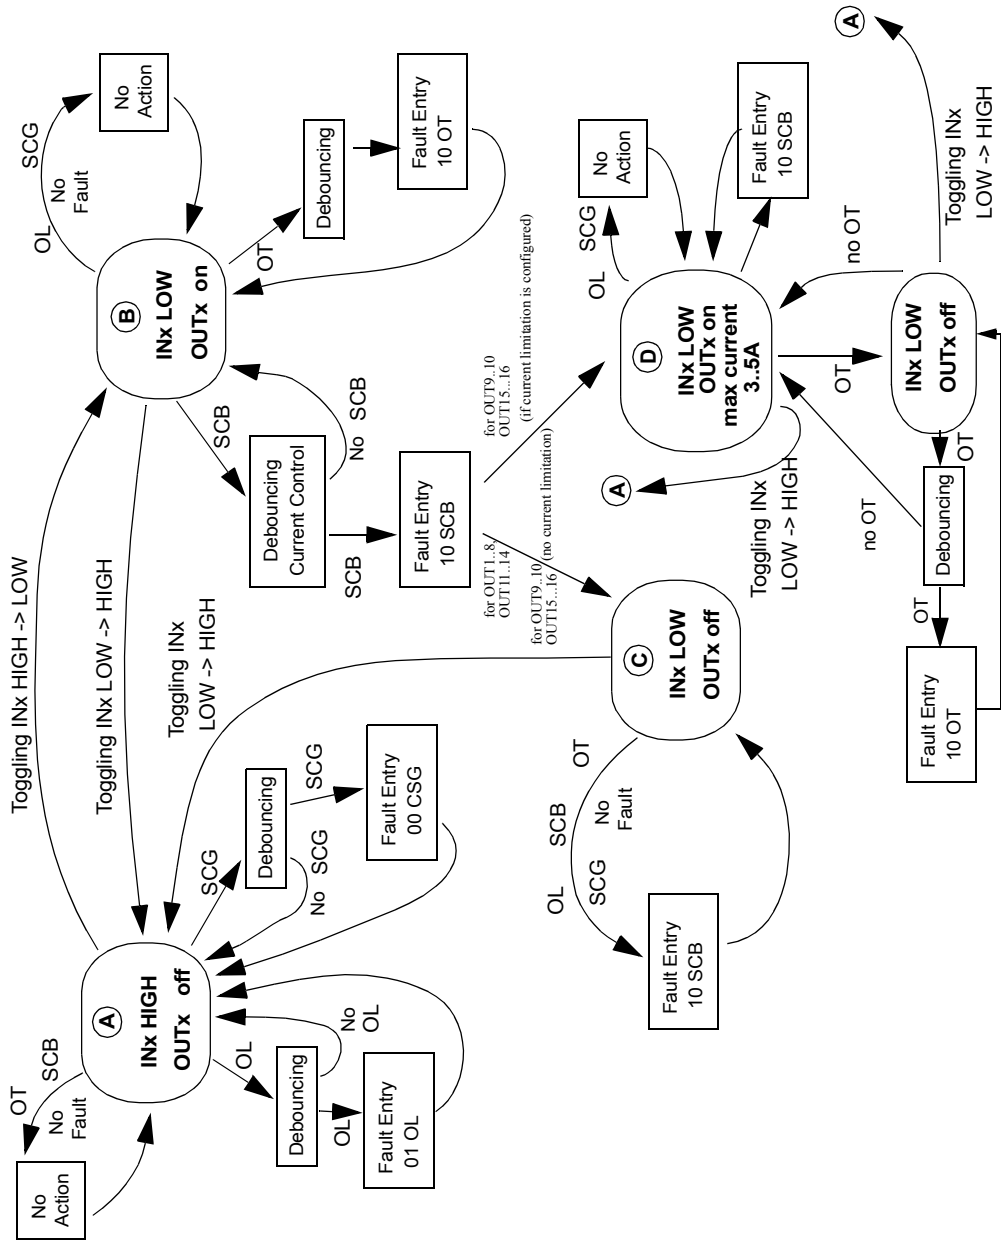 A
INx HIGH
OUTx off
OT
SCB
No
Fault
No
Action
OL
Debouncing
No
OL
OL
Fault Entry
01 OL
SCG
Debouncing
No SCG
SCG
Fault Entry
00 CSG
Toggling INx HIGH -> LOW
Toggling INx LOW -> HIGH
Toggling INx
LOW -> HIGH
B
INx LOW
OUTx on
OL
No
Fault
SCG
No
Action
OT
Debouncing
Fault Entry
10 OT
SCB
Debouncing
Current Control
No SCB
SCB
Fault Entry
10 SCB
for OUT1..8,
OUT11..14
for OUT9..10
OUT15...16 (no current limitation)
for OUT9..10
OUT15...16
(if current limitation is configured)
C
INx LOW
OUTx off
OT
No
Fault
SCB
SCG
OL
Fault Entry
10 SCB
D
INx LOW
OUTx on
max current
3..5A
OL
SCG
No
Action
Fault Entry
10 SCB
A
Toggling INx
LOW -> HIGH
OT
no OT
INx LOW
OUTx off
Toggling INx
LOW -> HIGH
A
OT
Debouncing
no OT
OT
Fault Entry
10 OT